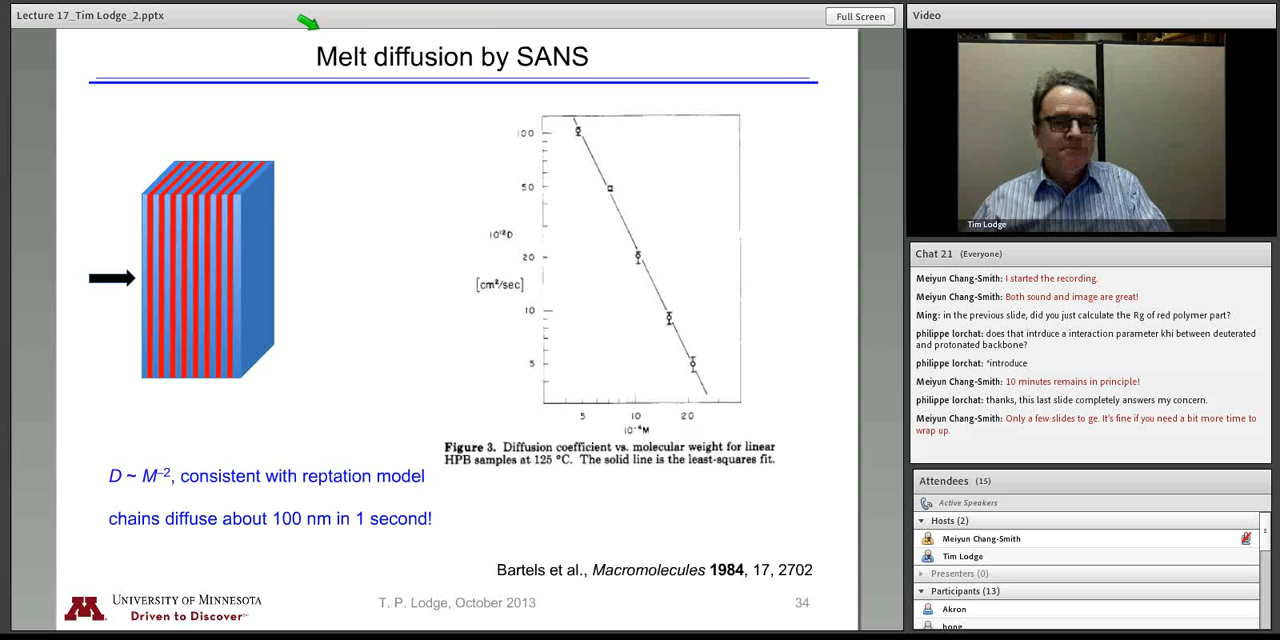 Lecture 17_Tim Lodge_2.pptx
Full Screen
Melt diffusion by SANS
100
50
10¹²D
20
[cm²/sec]
10
5
5 10 20
10⁻⁴M
Figure 3. Diffusion coefficient vs. molecular weight for linear
HPB samples at 125 °C. The solid line is the least-squares fit.
D ~ M⁻², consistent with reptation model
chains diffuse about 100 nm in 1 second!
Bartels et al., Macromolecules 1984, 17, 2702
M
UNIVERSITY OF MINNESOTA
Driven to Discover℠
T. P. Lodge, October 2013
34
Video
Tim Lodge
Chat 21 (Everyone)
Meiyun Chang-Smith: I started the recording.
Meiyun Chang-Smith: Both sound and image are great!
Ming: in the previous slide, did you just calculate the Rg of red polymer part?
philippe lorchat: does that intrduce a interaction parameter khi between deuterated
and protonated backbone?
philippe lorchat: *introduce
Meiyun Chang-Smith: 10 minutes remains in principle!
philippe lorchat: thanks, this last slide completely answers my concern.
Meiyun Chang-Smith: Only a few slides to ge. It's fine if you need a bit more time to
wrap up.
Attendees (15)
Active Speakers
Hosts (2)
Meiyun Chang-Smith
Tim Lodge
Presenters (0)
Participants (13)
Akron